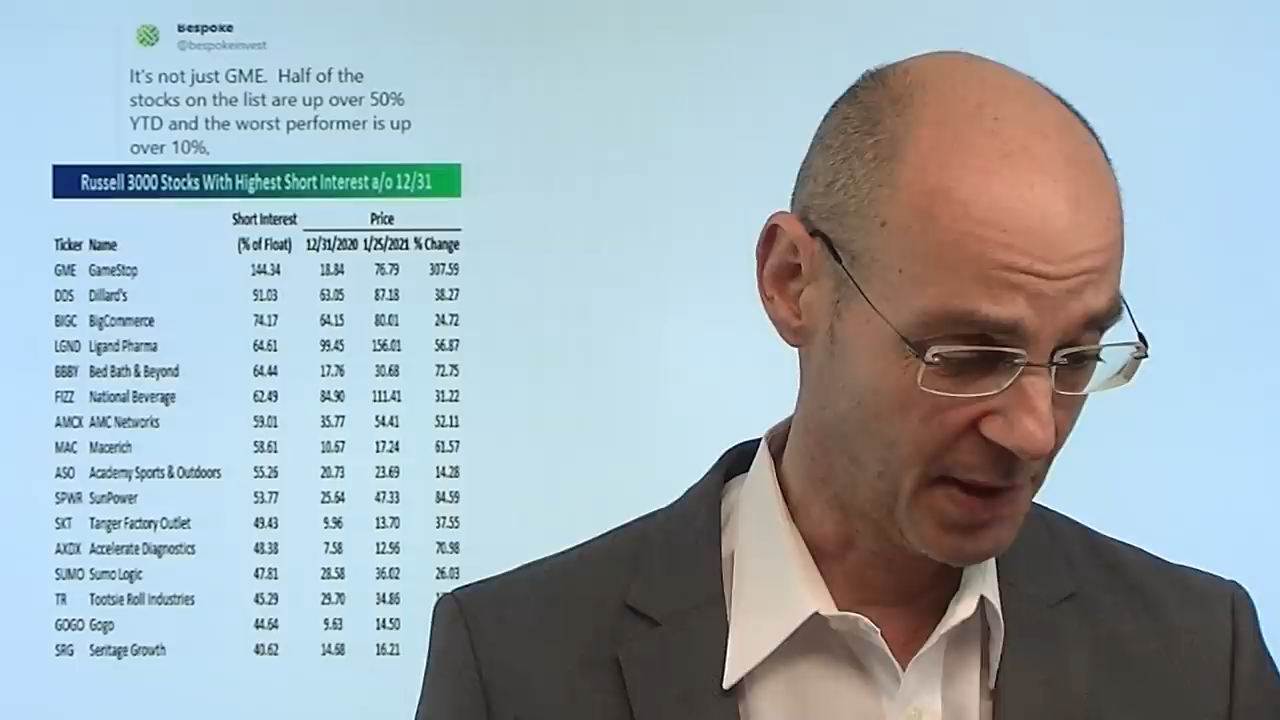 Bespoke
@bespokeinvest
It's not just GME. Half of the
stocks on the list are up over 50%
YTD and the worst performer is up
over 10%.
Russell 3000 Stocks With Highest Short Interest a/o 12/31
Short Interest Price
Ticker Name (% of Float) 12/31/2020 1/25/2021 % Change
GME GameStop 144.34 18.84 76.79 307.59
DDS Dillard's 91.03 63.05 87.18 38.27
BIGC BigCommerce 74.17 64.15 80.01 24.72
LGND Ligand Pharma 64.61 99.45 156.01 56.87
BBBY Bed Bath & Beyond 64.44 17.76 30.68 72.75
FIZZ National Beverage 62.49 84.90 111.41 31.22
AMCX AMC Networks 59.01 35.77 54.41 52.11
MAC Macerich 58.61 10.67 17.24 61.57
ASO Academy Sports & Outdoors 55.26 20.73 23.69 14.28
SPWR SunPower 53.77 25.64 47.33 84.59
SKT Tanger Factory Outlet 49.43 9.96 13.70 37.55
AXDX Accelerate Diagnostics 48.38 7.58 12.96 70.98
SUMO Sumo Logic 47.81 28.58 36.02 26.03
TR Tootsie Roll Industries 45.29 29.70 34.86
GOGO Gogo 44.64 9.63 14.50
SRG Seritage Growth 40.62 14.68 16.21